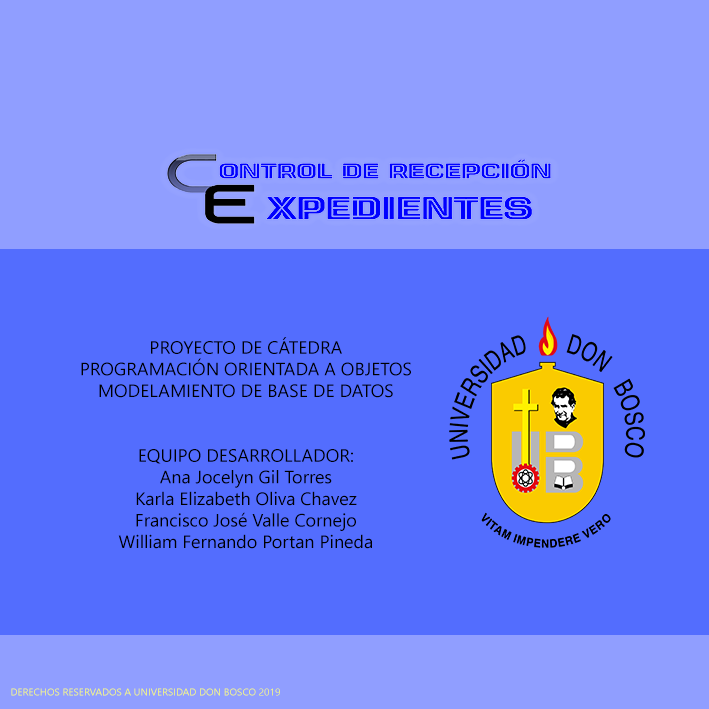 CONTROL DE RECEPCIÓN
EXPEDIENTES
PROYECTO DE CÁTEDRA
PROGRAMACIÓN ORIENTADA A OBJETOS
MODELAMIENTO DE BASE DE DATOS
EQUIPO DESARROLLADOR:
Ana Jocelyn Gil Torres
Karla Elizabeth Oliva Chavez
Francisco José Valle Cornejo
William Fernando Portan Pineda
UNIVERSIDAD DON BOSCO
UDB
VITAM IMPENDERE VERO
DERECHOS RESERVADOS A UNIVERSIDAD DON BOSCO 2019